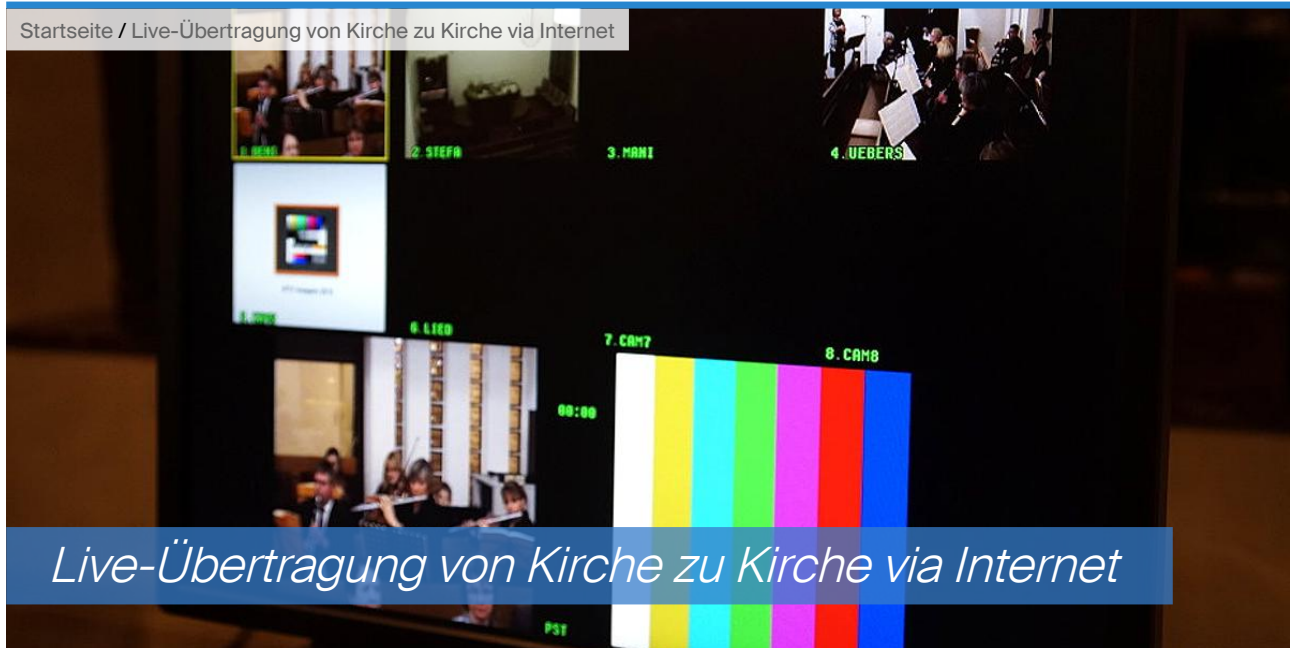 Startseite / Live-Übertragung von Kirche zu Kirche via Internet
2.STEFA
3.MANI
4.UEBERS
6.LIED
7.CAM7
8.CAM8
00:00
Live-Übertragung von Kirche zu Kirche via Internet
PST